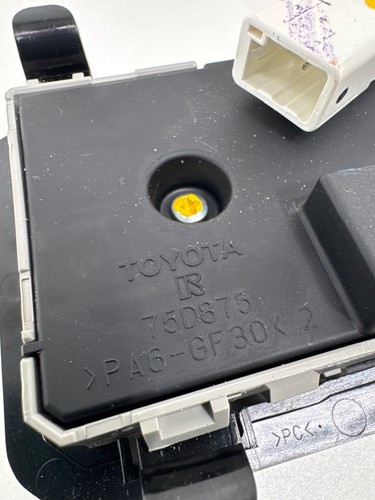 TOYOTA
R
75D875
>PA6-GF30< 2
>PC<